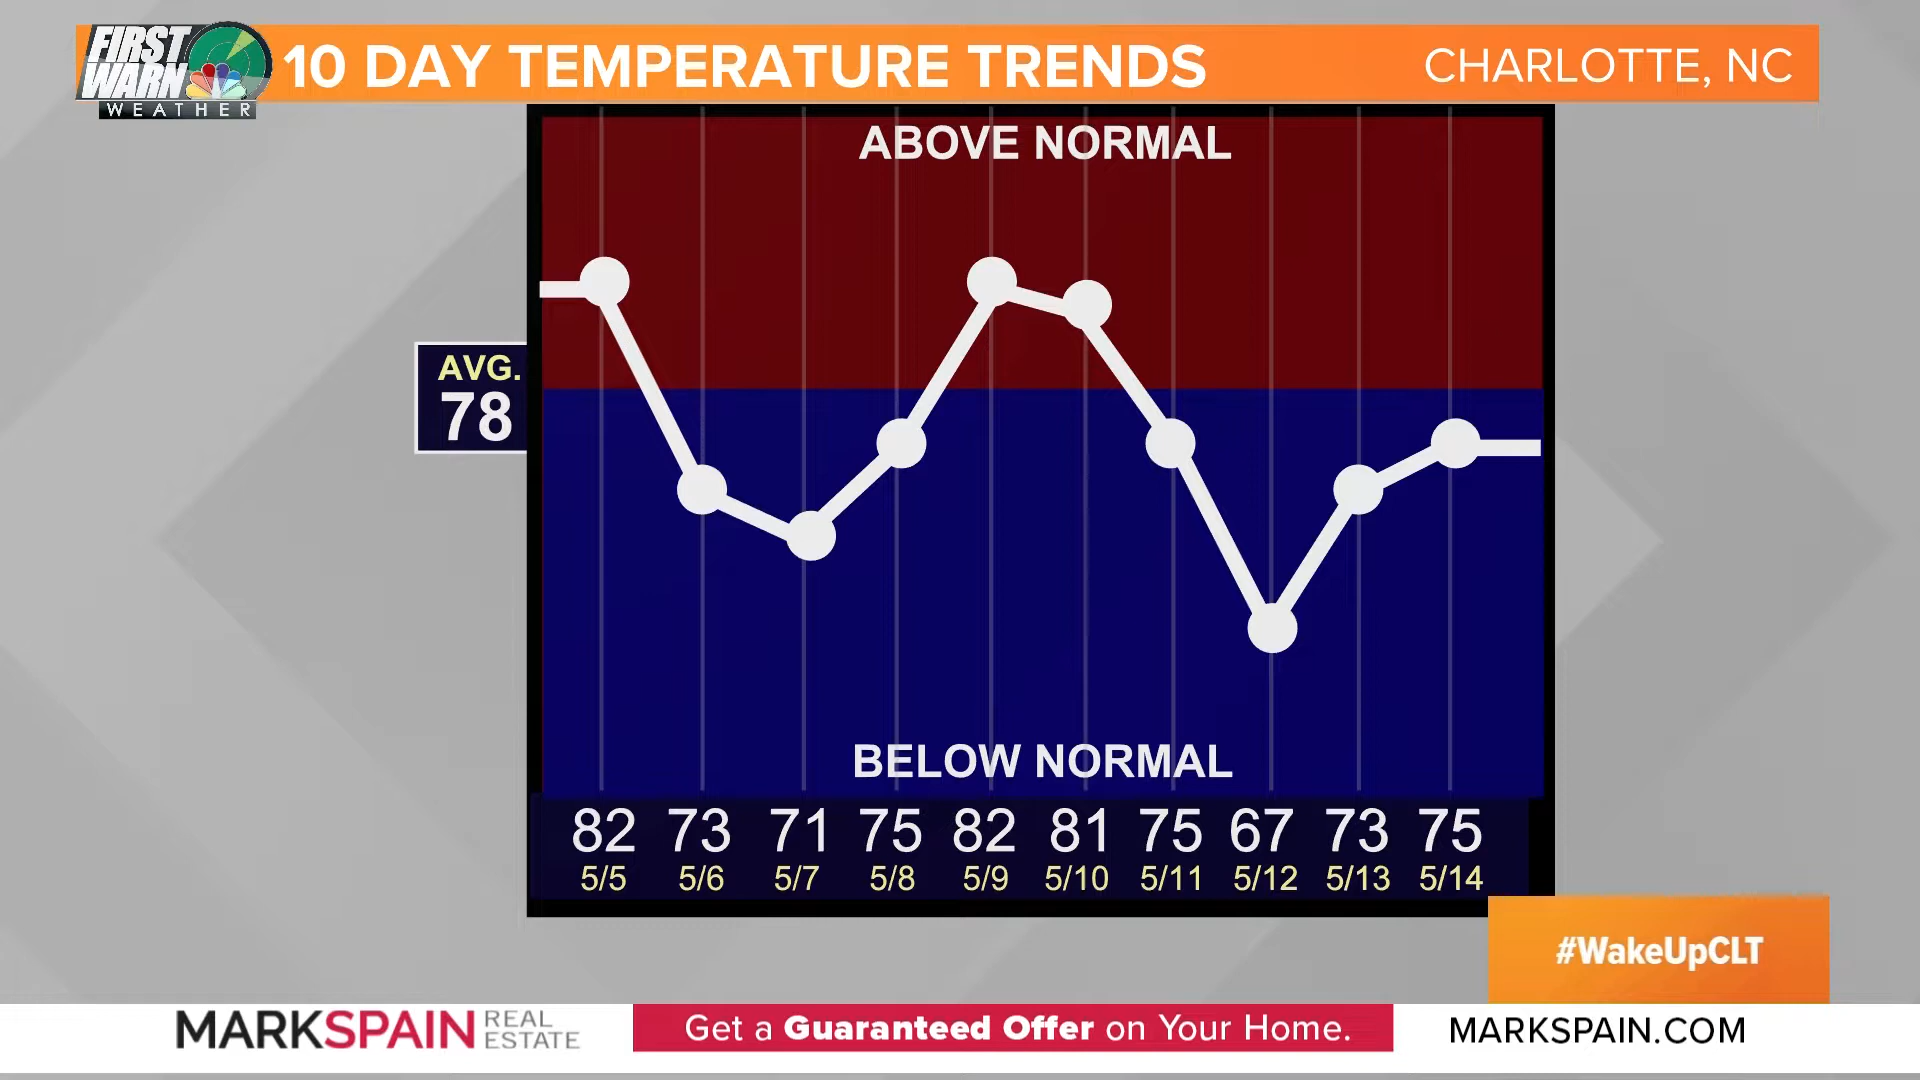 FIRST
WARN
WEATHER
10 DAY TEMPERATURE TRENDS
CHARLOTTE, NC
ABOVE NORMAL
AVG.
78
BELOW NORMAL
82 73 71 75 82 81 75 67 73 75
5/5 5/6 5/7 5/8 5/9 5/10 5/11 5/12 5/13 5/14
#WakeUpCLT
MARKSPAIN REAL ESTATE
Get a Guaranteed Offer on Your Home.
MARKSPAIN.COM